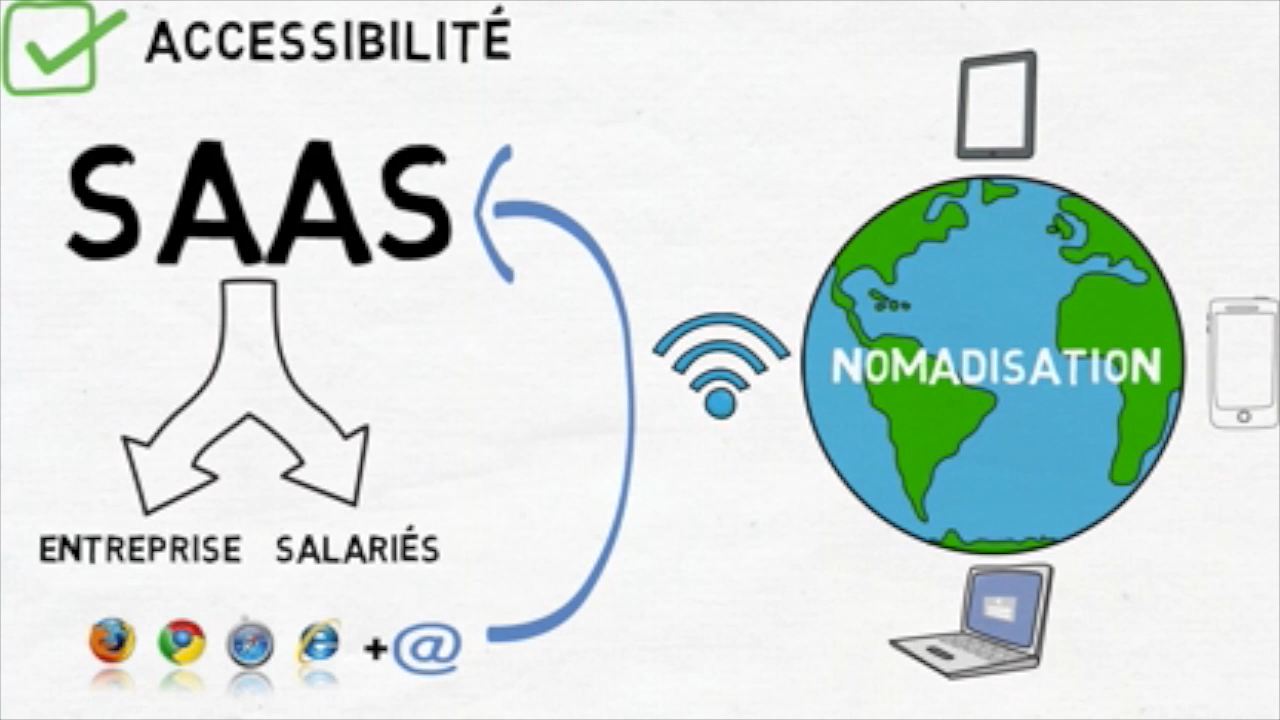 ACCESSIBILITÉ
SAAS
NOMADISATION
ENTREPRISE SALARIÉS
+@